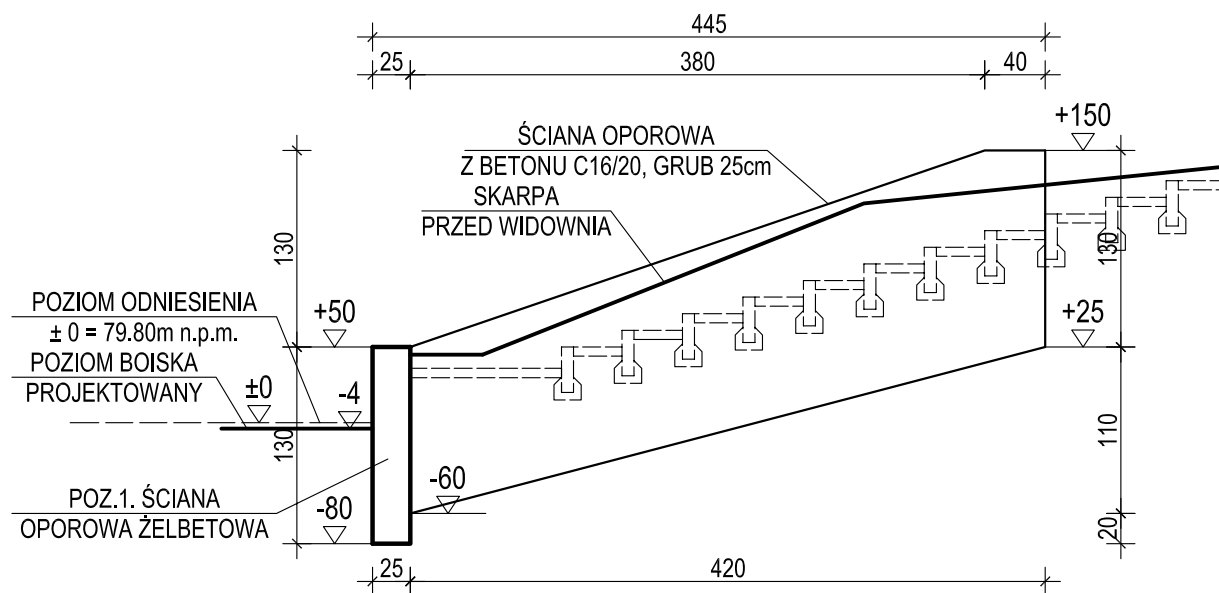 445
25
380
40
ŚCIANA OPOROWA
Z BETONU C16/20, GRUB 25cm
SKARPA
PRZED WIDOWNIA
+150
130
130
POZIOM ODNIESIENIA
± 0 = 79.80m n.p.m.
POZIOM BOISKA
PROJEKTOWANY
+50
+25
±0
-4
130
110
POZ.1. ŚCIANA
OPOROWA ŻELBETOWA
-80
-60
20
25
420